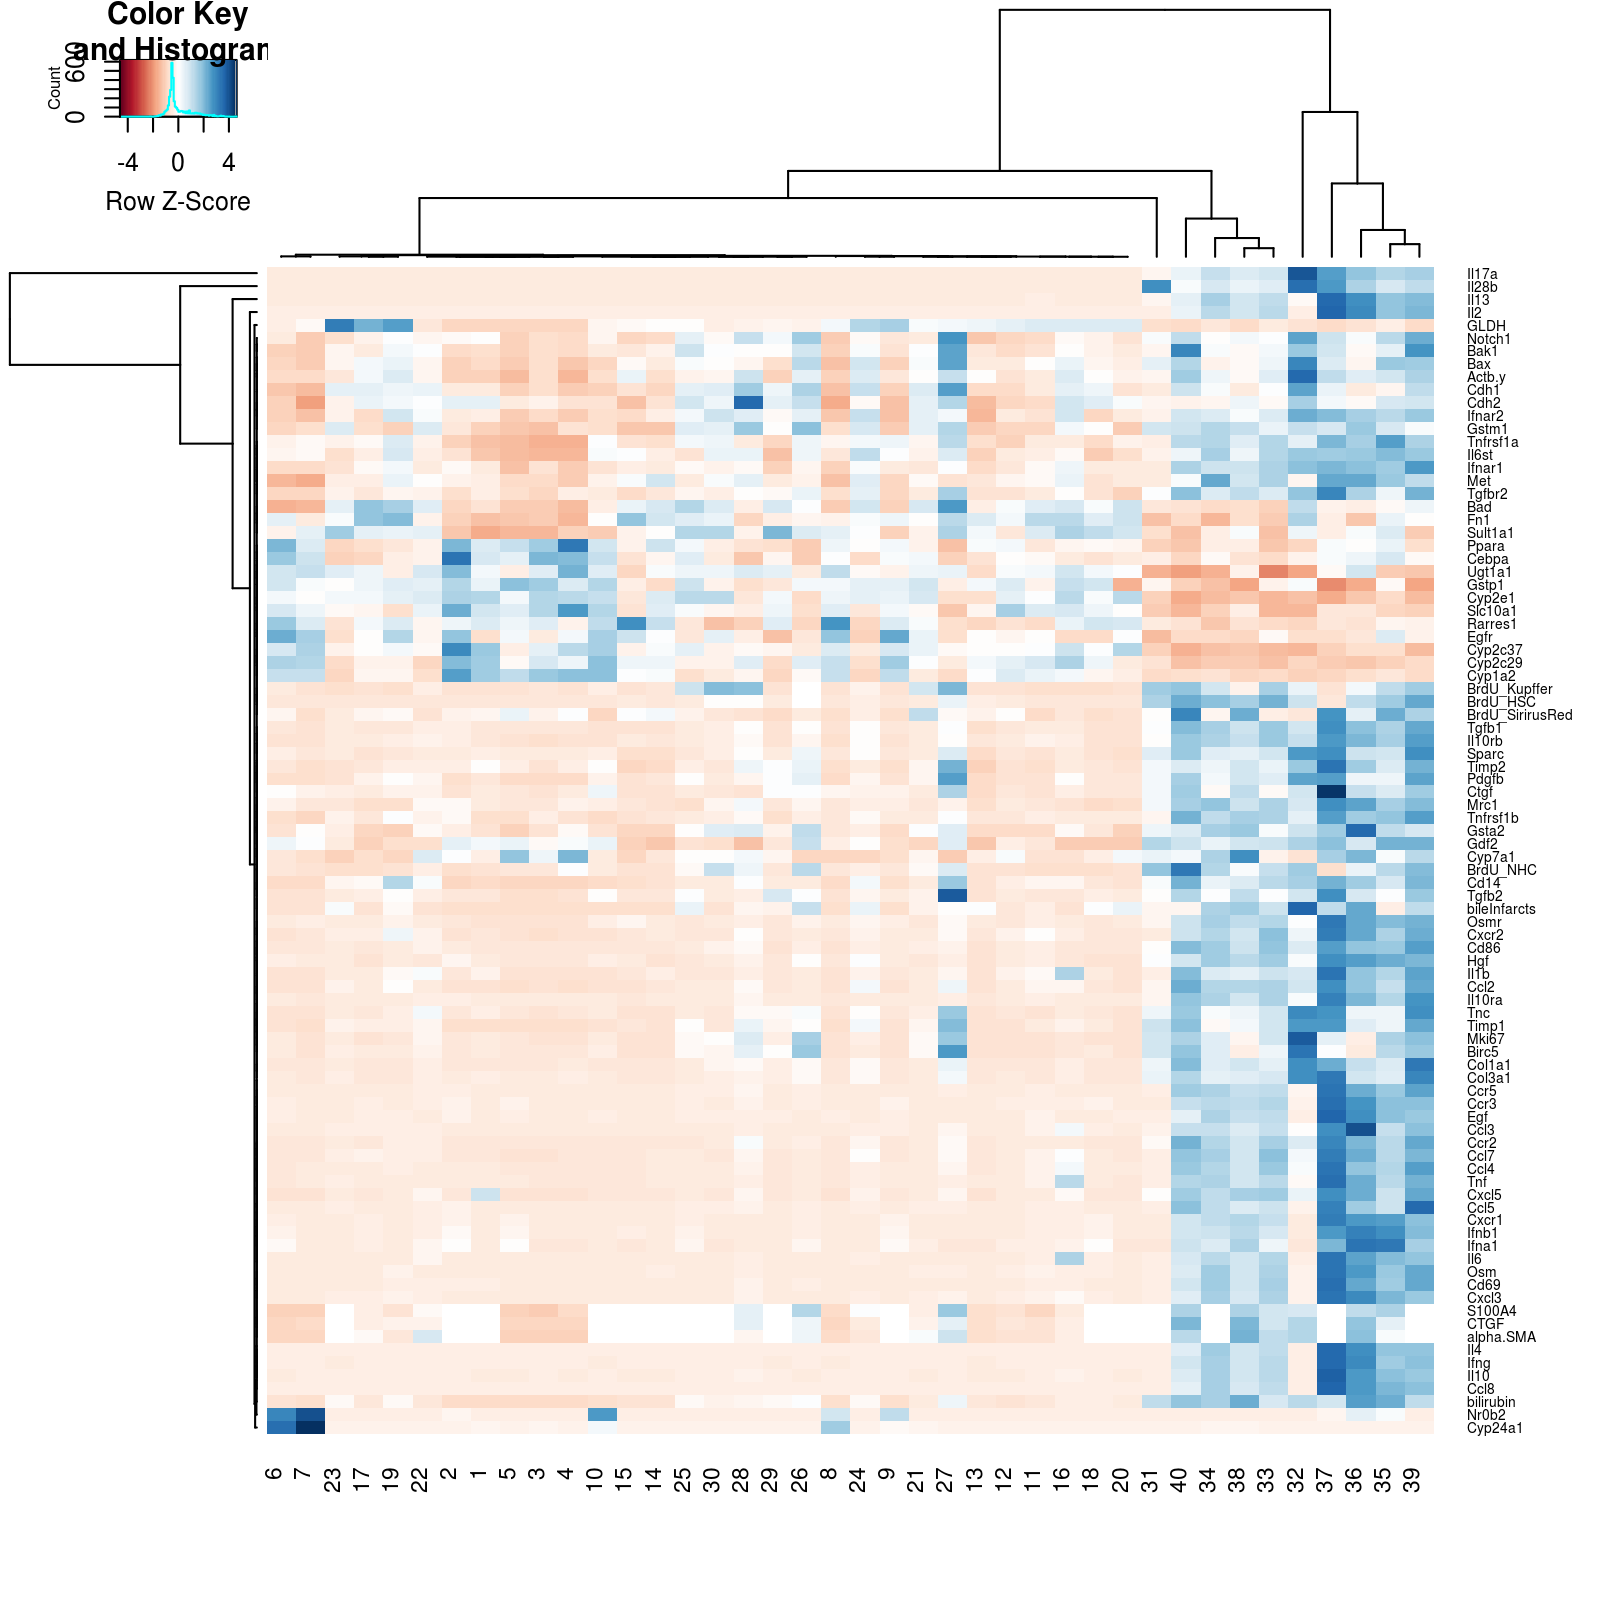 Color Key
and Histogram
Count
0 600
-4 0 4
Row Z-Score
Il17a
Il28b
Il13
Il2
GLDH
Notch1
Bak1
Bax
Actb.y
Cdh1
Cdh2
Ifnar2
Gstm1
Tnfrsf1a
Il6st
Ifnar1
Met
Tgfbr2
Bad
Fn1
Sult1a1
Ppara
Cebpa
Ugt1a1
Gstp1
Cyp2e1
Slc10a1
Rarres1
Egfr
Cyp2c37
Cyp2c29
Cyp1a2
BrdU_Kupffer
BrdU_HSC
BrdU_SirirusRed
Tgfb1
Il10rb
Sparc
Timp2
Pdgfb
Ctgf
Mrc1
Tnfrsf1b
Gsta2
Gdf2
Cyp7a1
BrdU_NHC
Cd14
Tgfb2
bileInfarcts
Osmr
Cxcr2
Cd86
Hgf
Il1b
Ccl2
Il10ra
Tnc
Timp1
Mki67
Birc5
Col1a1
Col3a1
Ccr5
Ccr3
Egf
Ccl3
Ccr2
Ccl7
Ccl4
Tnf
Cxcl5
Ccl5
Cxcr1
Ifnb1
Ifna1
Il6
Osm
Cd69
Cxcl3
S100A4
CTGF
alpha.SMA
Il4
Ifng
Il10
Ccl8
bilirubin
Nr0b2
Cyp24a1
6 7 23 17 19 22 2 1 5 3 4 10 15 14 25 30 28 29 26 8 24 9 21 27 13 12 11 16 18 20 31 40 34 38 33 32 37 36 35 39